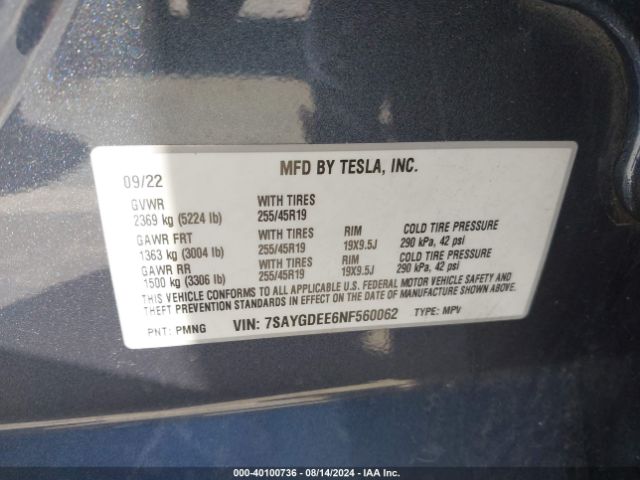 MFD BY TESLA, INC.
09/22
GVWR WITH TIRES
2369 kg (5224 lb) 255/45R19
GAWR FRT WITH TIRES RIM COLD TIRE PRESSURE
1363 kg (3004 lb) 255/45R19 19X9.5J 290 kPa, 42 psi
GAWR RR WITH TIRES RIM COLD TIRE PRESSURE
1500 kg (3306 lb) 255/45R19 19X9.5J 290 kPa, 42 psi
THIS VEHICLE CONFORMS TO ALL APPLICABLE U.S. FEDERAL MOTOR VEHICLE SAFETY AND
THEFT PREVENTION STANDARDS IN EFFECT ON THE DATE OF MANUFACTURE SHOWN ABOVE.
PNT: PMNG VIN: 7SAYGDEE6NF560062 TYPE: MPV
000-40100736 - 08/14/2024 - IAA Inc.